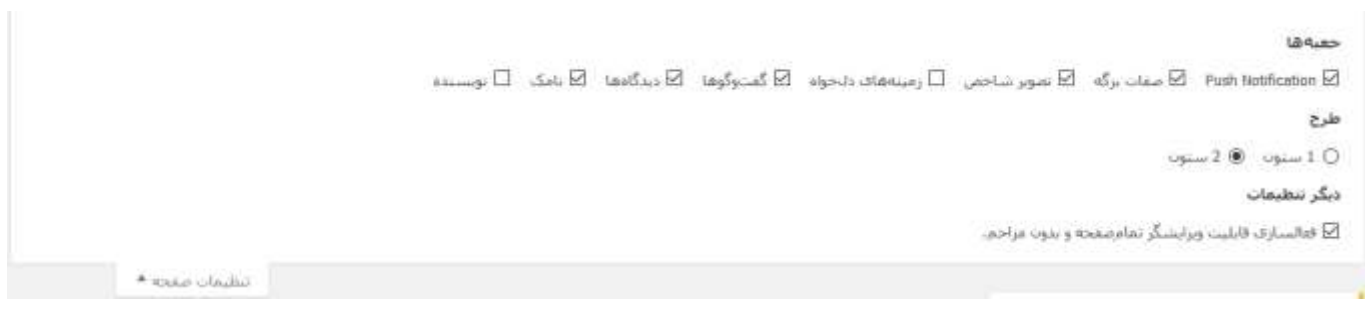 جعبه‌ها
Push Notification صفات برگه تصویر شاخص زمینه‌های دلخواه گفت‌وگوها دیدگاه‌ها نامک نویسنده
طرح
1 ستون 2 ستون
دیگر تنظیمات
فعالسازی قابلیت ویرایشگر تمام‌صفحه و بدون مزاحم.
تنظیمات صفحه